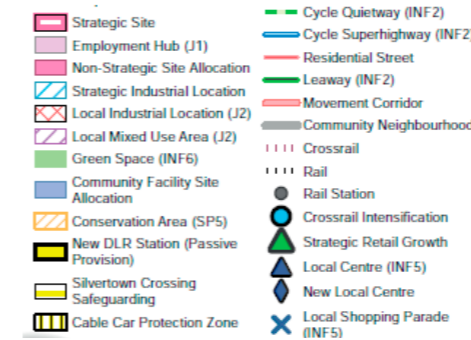 Strategic Site
Employment Hub (J1)
Non-Strategic Site Allocation
Strategic Industrial Location
Local Industrial Location (J2)
Local Mixed Use Area (J2)
Green Space (INF6)
Community Facility Site
Allocation
Conservation Area (SP5)
New DLR Station (Passive
Provision)
Silvertown Crossing
Safeguarding
Cable Car Protection Zone
Cycle Quietway (INF2)
Cycle Superhighway (INF2)
Residential Street
Leaway (INF2)
Movement Corridor
Community Neighbourhood
Crossrail
Rail
Rail Station
Crossrail Intensification
Strategic Retail Growth
Local Centre (INF5)
New Local Centre
Local Shopping Parade
(INF5)